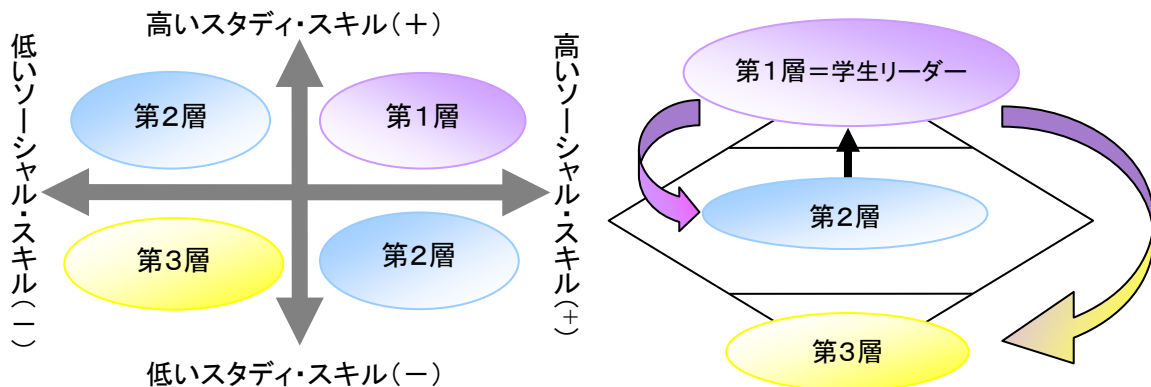 高いスタディ・スキル(+)
低いソーシャル・スキル(－)
第2層
第1層
高いソーシャル・スキル(+)
第3層
第2層
低いスタディ・スキル(－)
第1層=学生リーダー
第2層
第3層